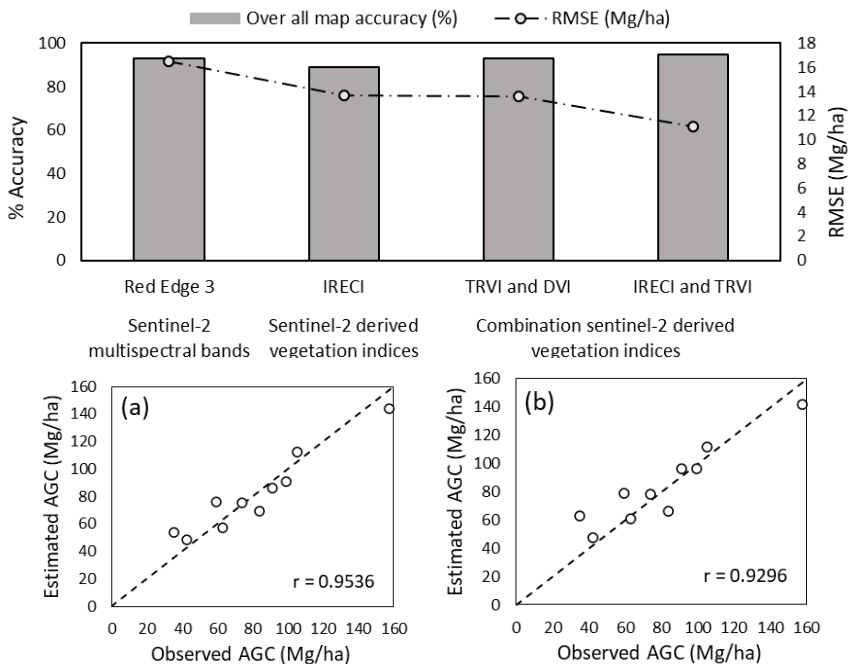 Over all map accuracy (%) RMSE (Mg/ha)
100
80
60
40
20
0
% Accuracy
18
16
14
12
10
8
6
4
2
0
RMSE (Mg/ha)
Red Edge 3 IRECI TRVI and DVI IRECI and TRVI
Sentinel-2 Sentinel-2 derived Combination sentinel-2 derived
multispectral bands vegetation indices vegetation indices
(a)
160
140
120
100
80
60
40
20
0
Estimated AGC (Mg/ha)
r = 0.9536
0 20 40 60 80 100 120 140 160
Observed AGC (Mg/ha)
(b)
160
140
120
100
80
60
40
20
0
Estimated AGC (Mg/ha)
r = 0.9296
0 20 40 60 80 100 120 140 160
Observed AGC (Mg/ha)